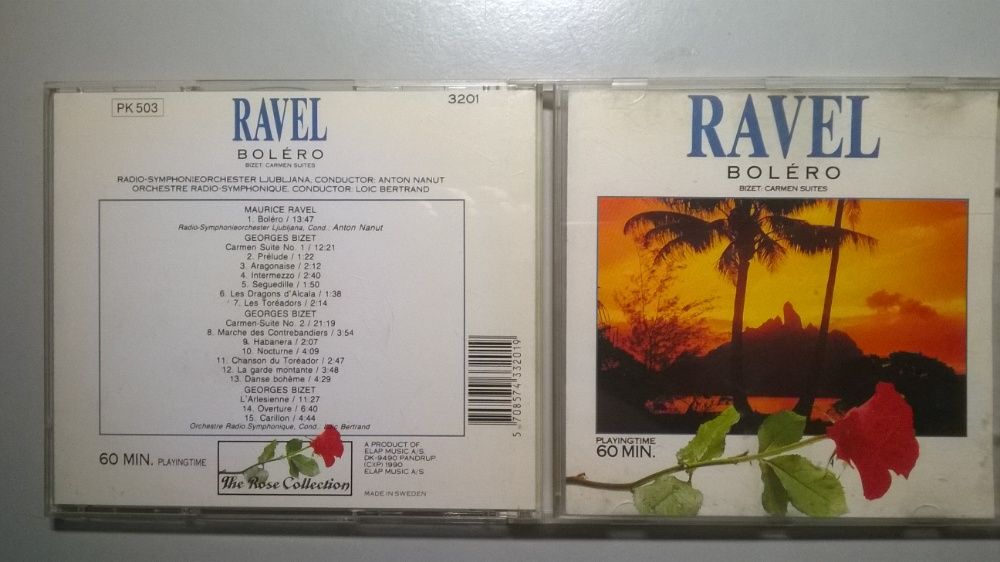 PK 503
3201
RAVEL
BOLÉRO
BIZET: CARMEN SUITES
RADIO-SYMPHONIEORCHESTER LJUBLJANA, CONDUCTOR: ANTON NANUT
ORCHESTRE RADIO-SYMPHONIQUE, CONDUCTOR: LOIC BERTRAND
MAURICE RAVEL
1. Boléro / 13:47
Radio-Symphonieorchester Ljubljana, Cond.: Anton Nanut
GEORGES BIZET
Carmen Suite No. 1 / 12:21
2. Prélude / 1:22
3. Aragonaise / 2:12
4. Intermezzo / 2:40
5. Seguedille / 1:50
6. Les Dragons d'Alcala / 1:38
7. Les Toréadors / 2:14
GEORGES BIZET
Carmen-Suite No. 2 / 21:19
8. Marche des Contrebandiers / 3:54
9. Habanera / 2:07
10. Nocturne / 4:09
11. Chanson du Toréador / 2:47
12. La garde montante / 3:48
13. Danse bohème / 4:29
GEORGES BIZET
L'Arlesienne / 11:27
14. Overture / 6:40
15. Carillon / 4:44
Orchestre Radio Symphonique, Cond.: Loic Bertrand
60 MIN. PLAYINGTIME
The Rose Collection
A PRODUCT OF
ELAP MUSIC A/S
DK-9490 PANDRUP
(C)(P) 1990
ELAP MUSIC A/S
MADE IN SWEDEN
5 708574 332019
RAVEL
BOLÉRO
BIZET: CARMEN SUITES
PLAYINGTIME
60 MIN.